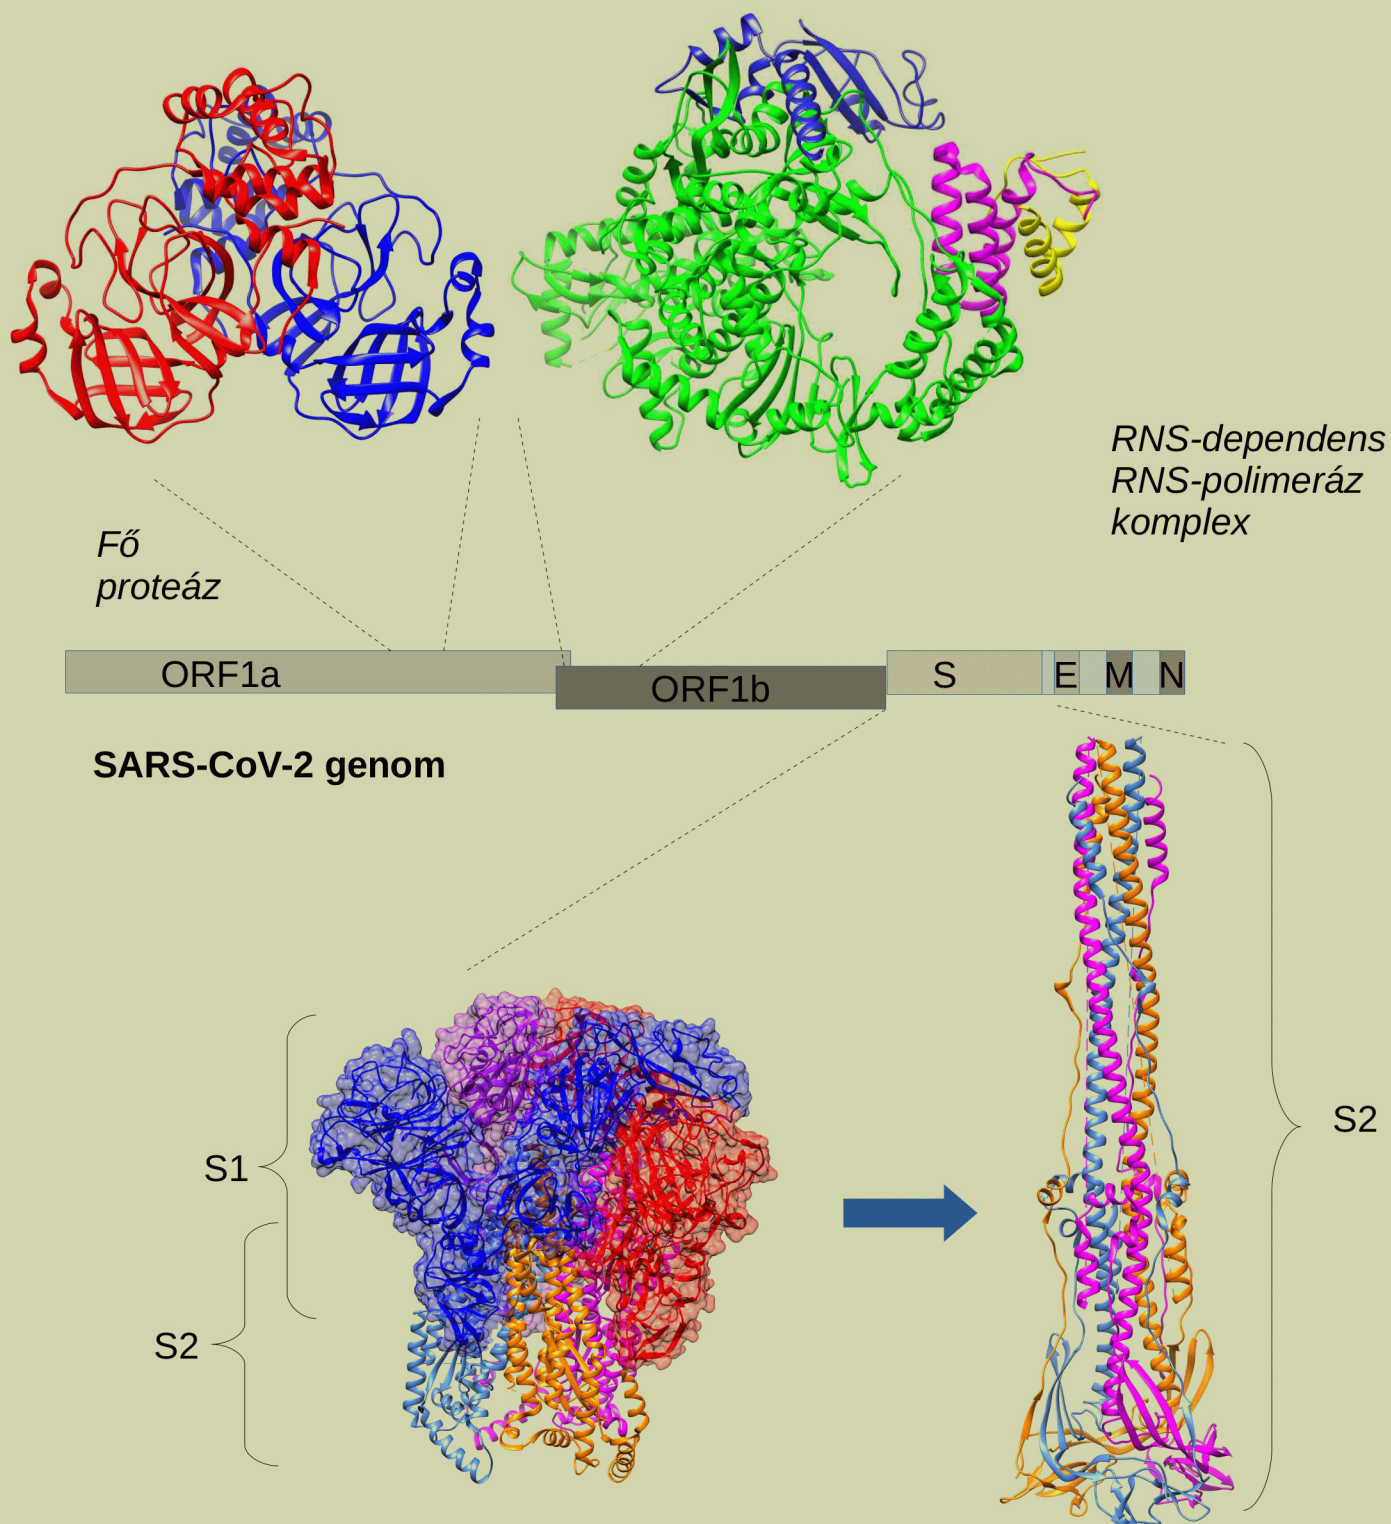 RNS-dependens
RNS-polimeráz
komplex
Fő
proteáz
ORF1a
ORF1b
S
E
M
N
SARS-CoV-2 genom
S1
S2
S2